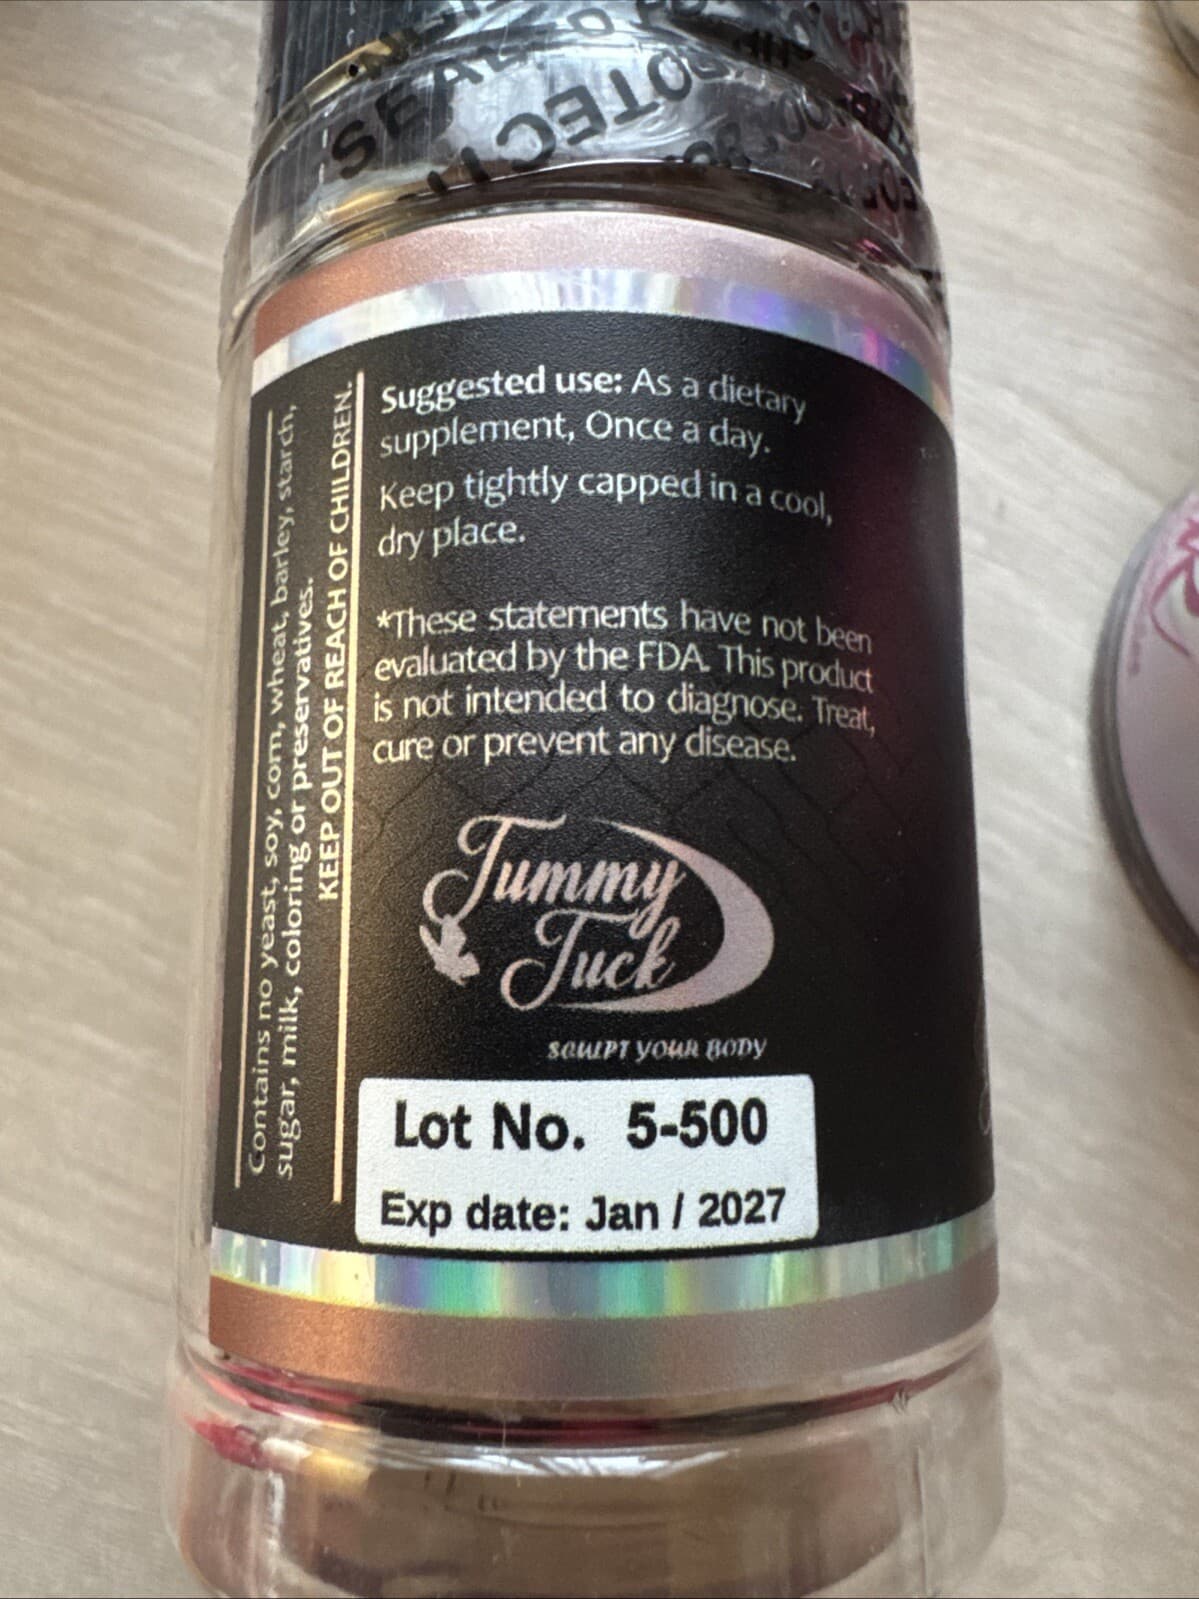 SEAL
Suggested use: As a dietary
supplement, Once a day.
Keep tightly capped in a cool,
dry place.
*These statements have not been
evaluated by the FDA. This product
is not intended to diagnose. Treat,
cure or prevent any disease.
Tummy
Tuck
SCULPT YOUR BODY
Lot No. 5-500
Exp date: Jan / 2027
Contains no yeast, soy, corn, wheat, barley, starch,
sugar, milk, coloring or preservatives.
KEEP OUT OF REACH OF CHILDREN.